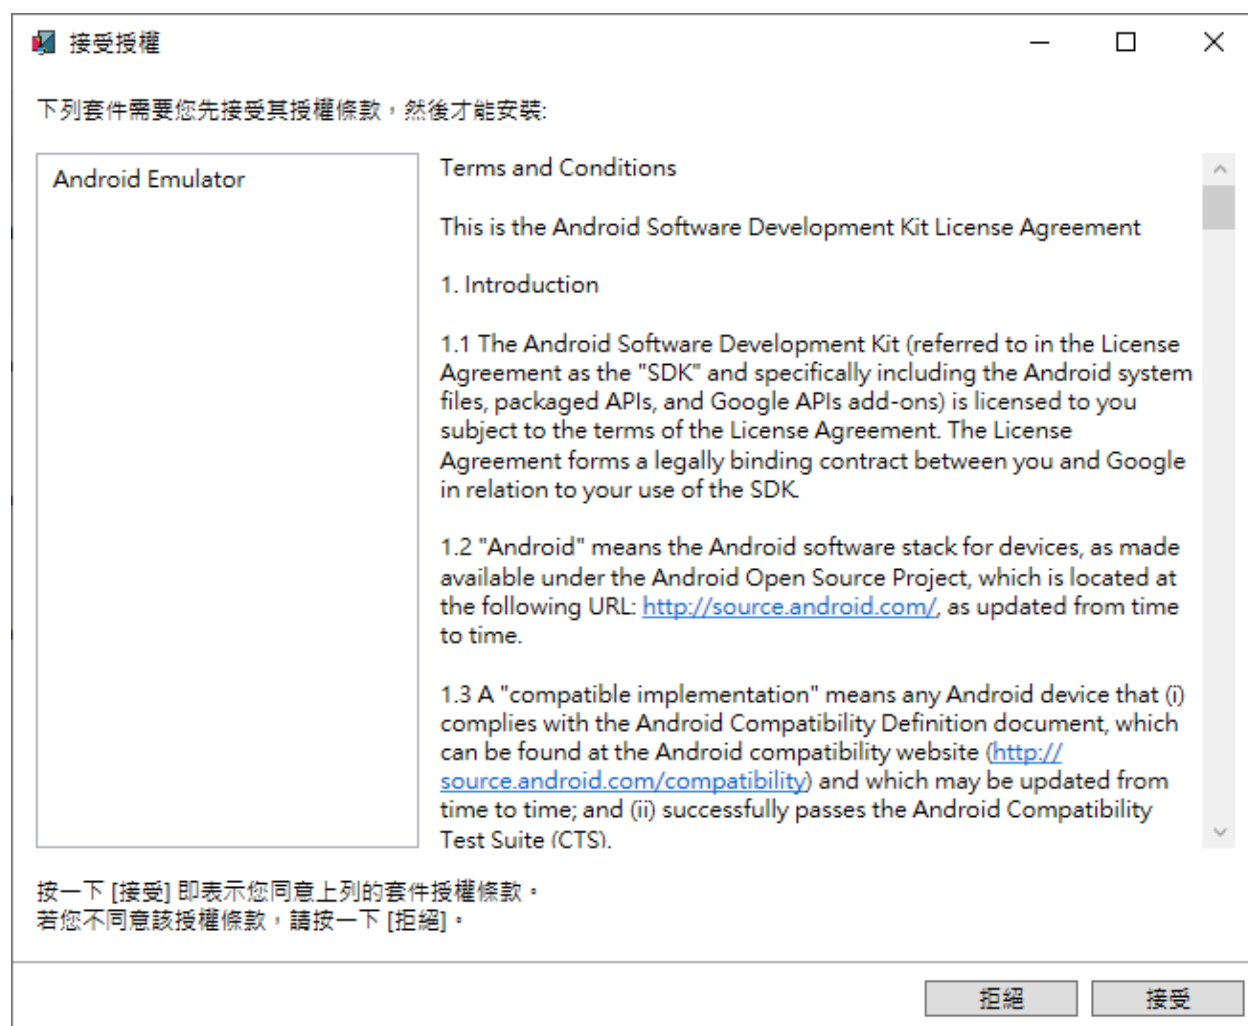 接受授權
下列套件需要您先接受其授權條款，然後才能安裝:
Android Emulator
Terms and Conditions
This is the Android Software Development Kit License Agreement
1. Introduction
1.1 The Android Software Development Kit (referred to in the License
Agreement as the "SDK" and specifically including the Android system
files, packaged APIs, and Google APIs add-ons) is licensed to you
subject to the terms of the License Agreement. The License
Agreement forms a legally binding contract between you and Google
in relation to your use of the SDK.
1.2 "Android" means the Android software stack for devices, as made
available under the Android Open Source Project, which is located at
the following URL: http://source.android.com/, as updated from time
to time.
1.3 A "compatible implementation" means any Android device that (i)
complies with the Android Compatibility Definition document, which
can be found at the Android compatibility website (http://
source.android.com/compatibility) and which may be updated from
time to time; and (ii) successfully passes the Android Compatibility
Test Suite (CTS).
按一下 [接受] 即表示您同意上列的套件授權條款。
若您不同意該授權條款，請按一下 [拒絕]。
拒絕
接受